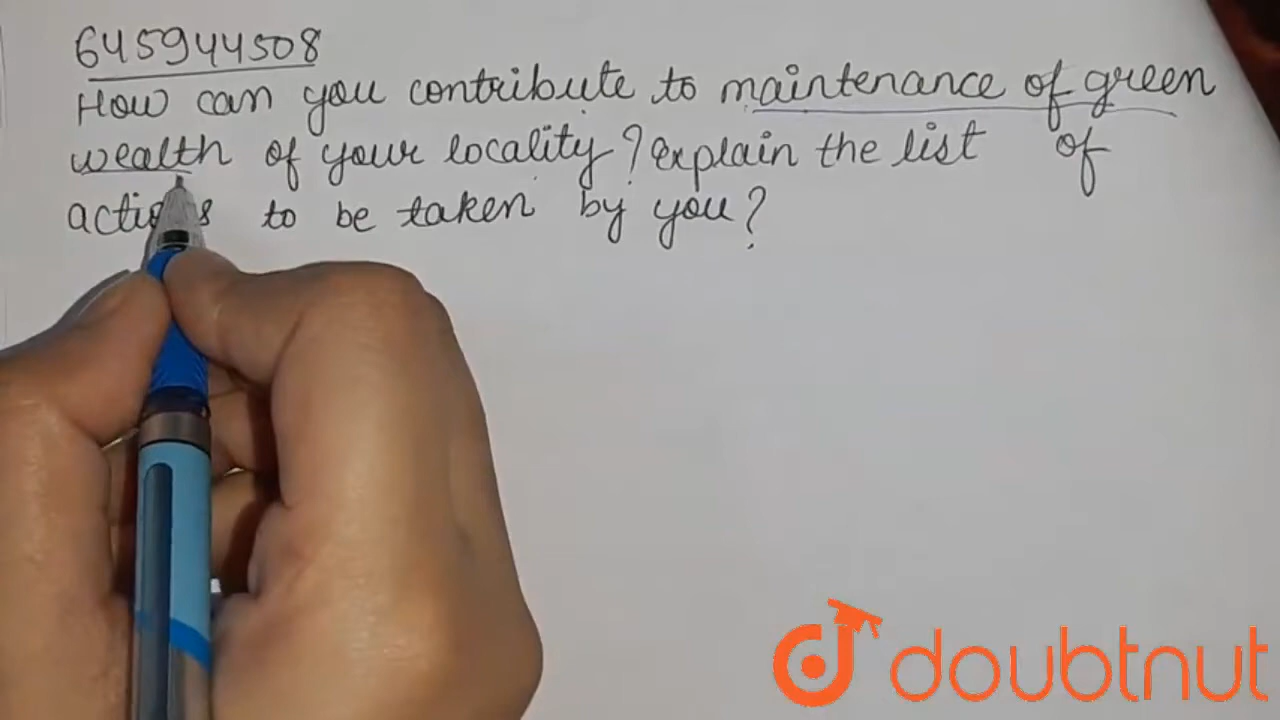 645944508
How can you contribute to maintenance of green
wealth of your locality? Explain the list of
actions to be taken by you?
doubtnut